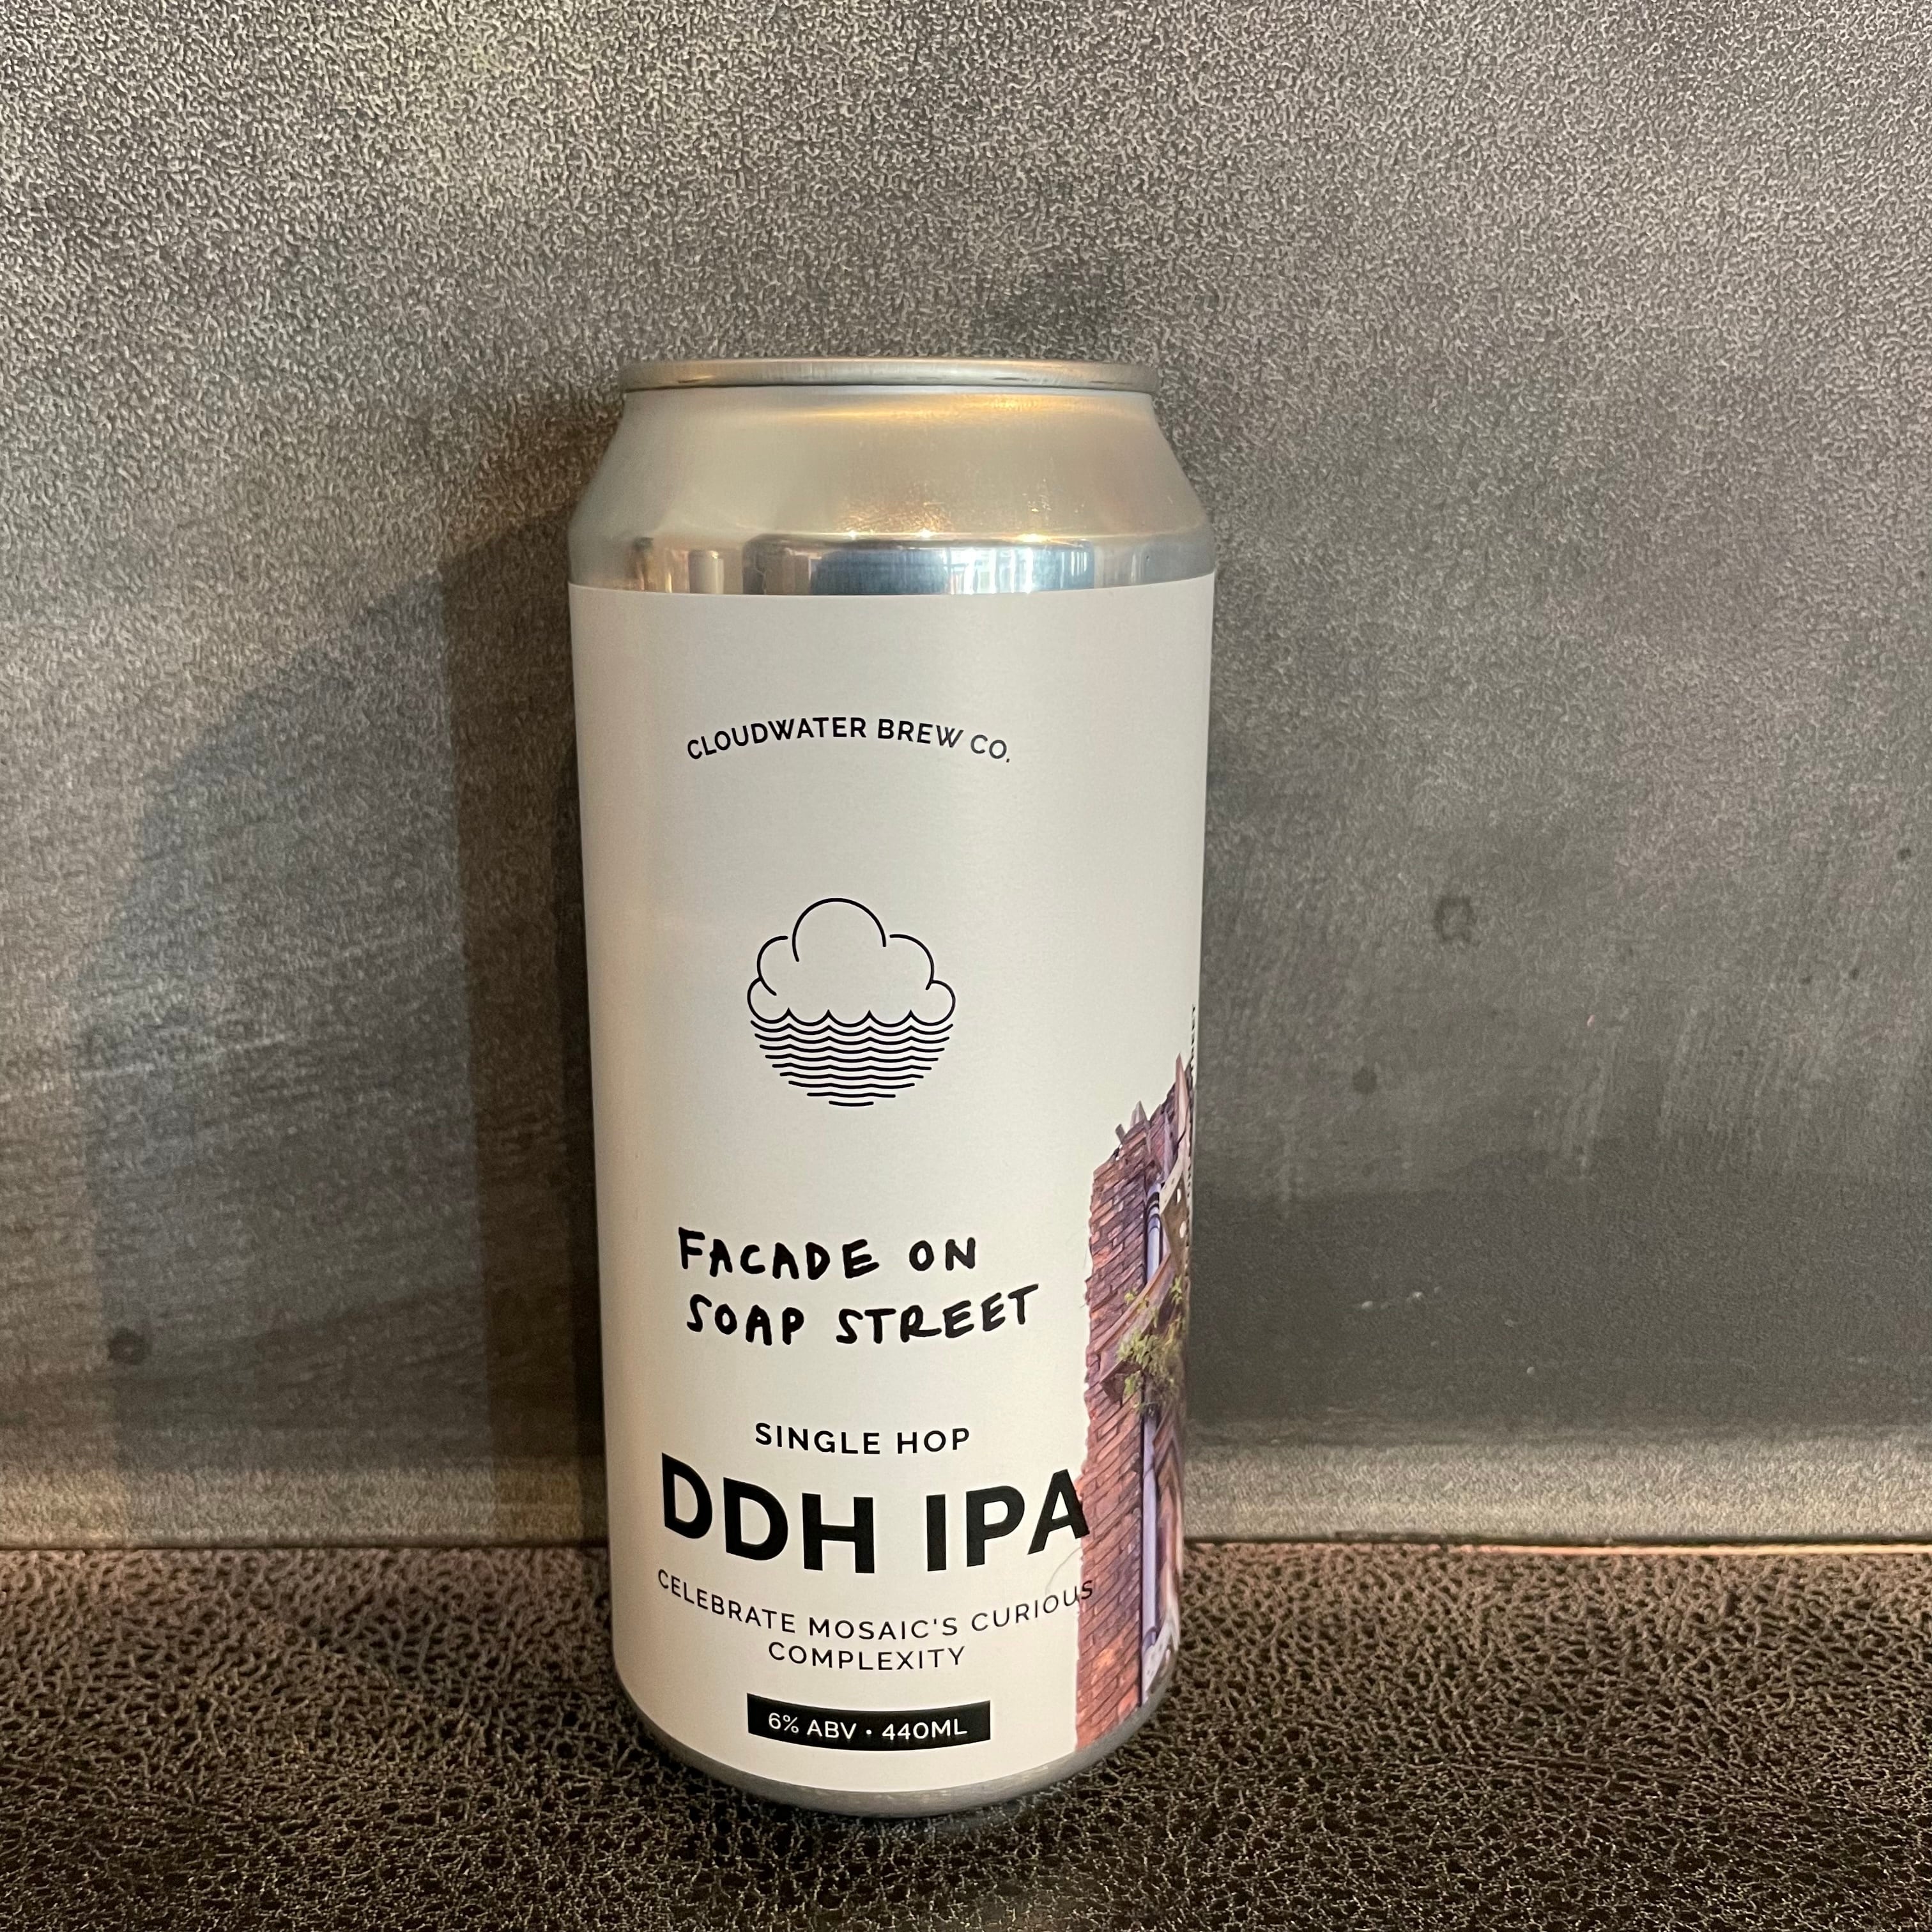 CLOUDWATER BREW CO.
FACADE ON
SOAP STREET
SINGLE HOP
DDH IPA
CELEBRATE MOSAIC'S CURIOUS
COMPLEXITY
6% ABV • 440ML